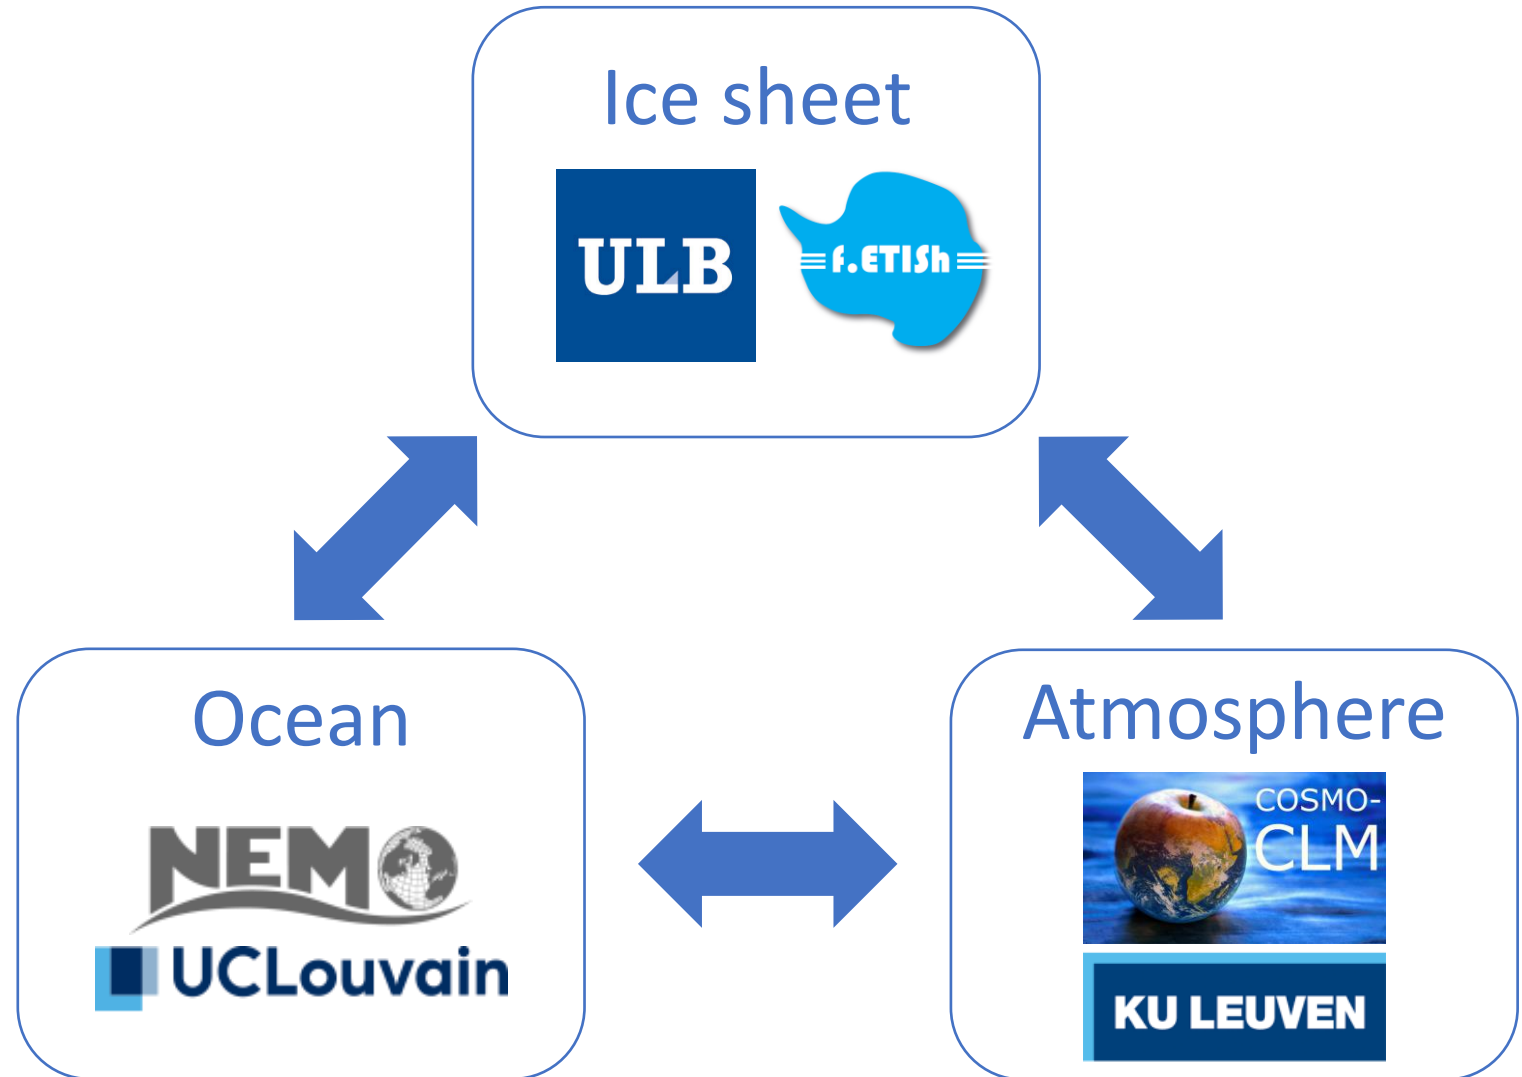 Ice sheet
ULB
f.ETISh
Ocean
NEMO
UCLouvain
Atmosphere
COSMO-
CLM
KU LEUVEN